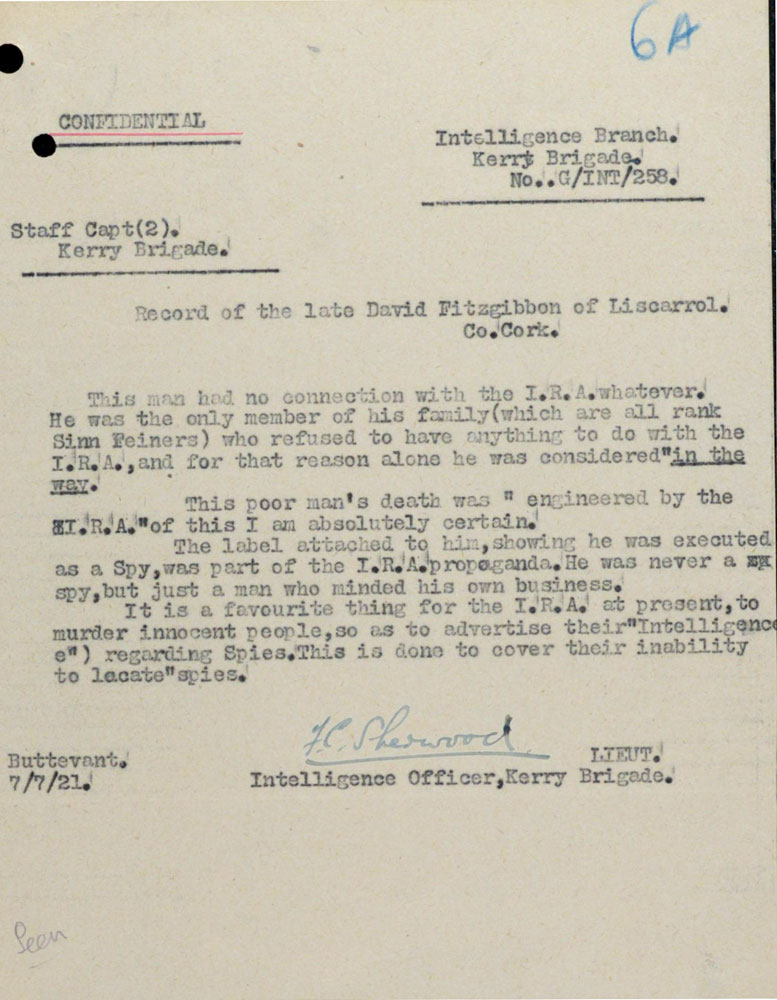 6A
CONFIDENTIAL
Intelligence Branch.
Kerry Brigade.
No..G/INT/258.
Staff Capt(2).
Kerry Brigade.
Record of the late David Fitzgibbon of Liscarrol.
Co.Cork.
This man had no connection with the I.R.A.whatever.
He was the only member of his family(which are all rank
Sinn Feiners) who refused to have anything to do with the
I.R.A.,and for that reason alone he was considered"in the
way.
This poor man's death was " engineered by the
I.R.A."of this I am absolutely certain.
The label attached to him,showing he was executed
as a Spy,was part of the I.R.A.propaganda.He was never a
spy,but just a man who minded his own business.
It is a favourite thing for the I.R.A. at present,to
murder innocent people,so as to advertise their"Intelligenc
e") regarding Spies.This is done to cover their inability
to locate"spies.
F.C. Sherwood
LIEUT.
Buttevant.
7/7/21.
Intelligence Officer,Kerry Brigade.
Seen